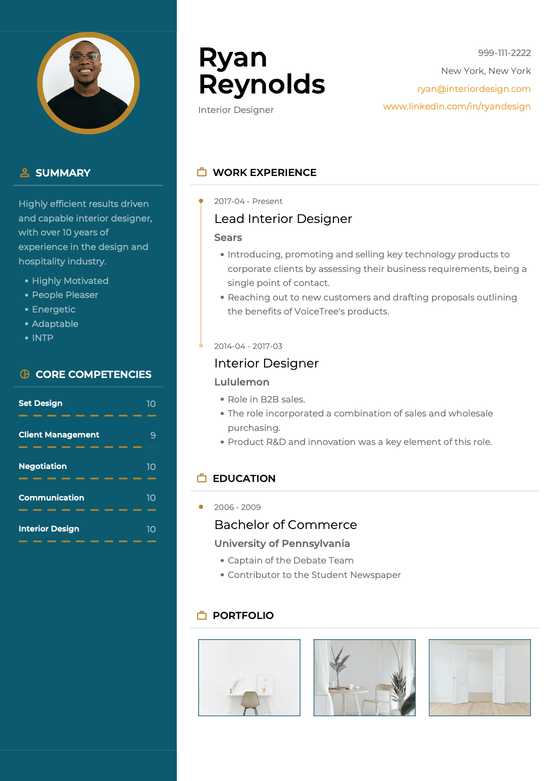 Ryan
Reynolds
Interior Designer
999-111-2222
New York, New York
ryan@interiordesign.com
www.linkedin.com/in/ryandesign
SUMMARY
Highly efficient results driven
and capable interior designer,
with over 10 years of
experience in the design and
hospitality industry.
• Highly Motivated
• People Pleaser
• Energetic
• Adaptable
• INTP
CORE COMPETENCIES
Set Design 10
Client Management 9
Negotiation 10
Communication 10
Interior Design 10
WORK EXPERIENCE
2017-04 - Present
Lead Interior Designer
Sears
• Introducing, promoting and selling key technology products to
corporate clients by assessing their business requirements, being a
single point of contact.
• Reaching out to new customers and drafting proposals outlining
the benefits of VoiceTree's products.
2014-04 - 2017-03
Interior Designer
Lululemon
• Role in B2B sales.
• The role incorporated a combination of sales and wholesale
purchasing.
• Product R&D and innovation was a key element of this role.
EDUCATION
2006 - 2009
Bachelor of Commerce
University of Pennsylvania
• Captain of the Debate Team
• Contributor to the Student Newspaper
PORTFOLIO